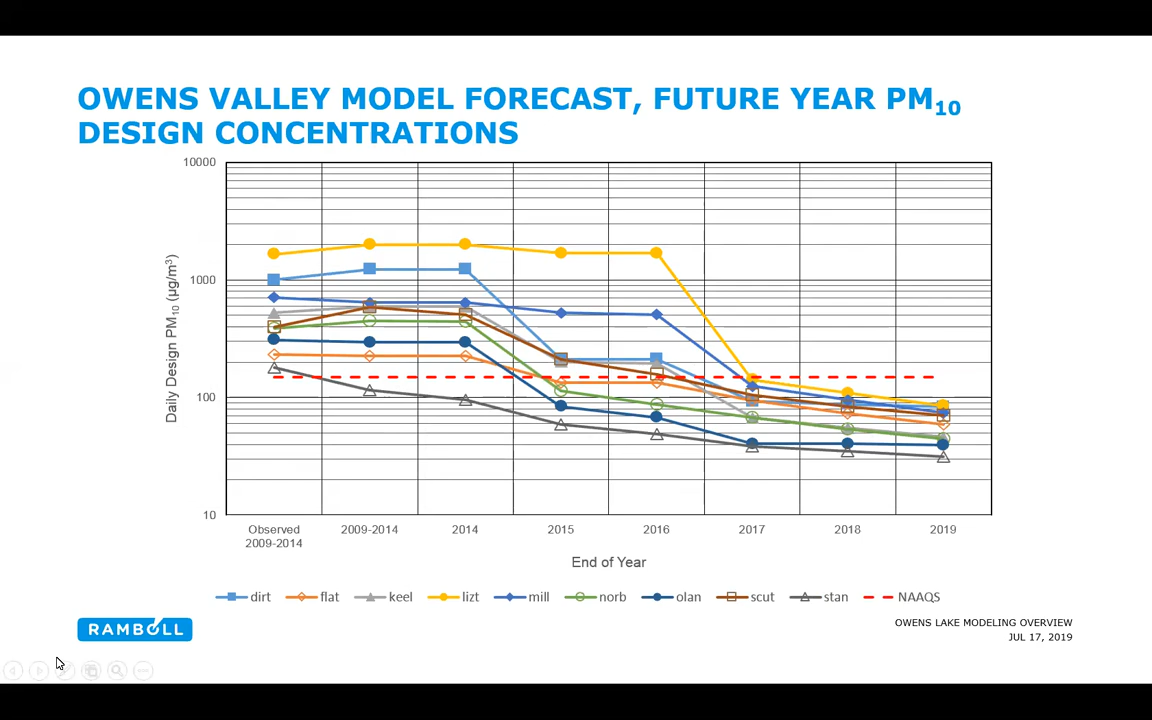 OWENS VALLEY MODEL FORECAST, FUTURE YEAR PM10
DESIGN CONCENTRATIONS
10000
1000
100
10
Daily Design PM10 (µg/m3)
Observed 2009-2014 2014 2015 2016 2017 2018 2019
2009-2014
End of Year
dirt flat keel lizt mill norb olan scut stan NAAQS
RAMBOLL
OWENS LAKE MODELING OVERVIEW
JUL 17, 2019